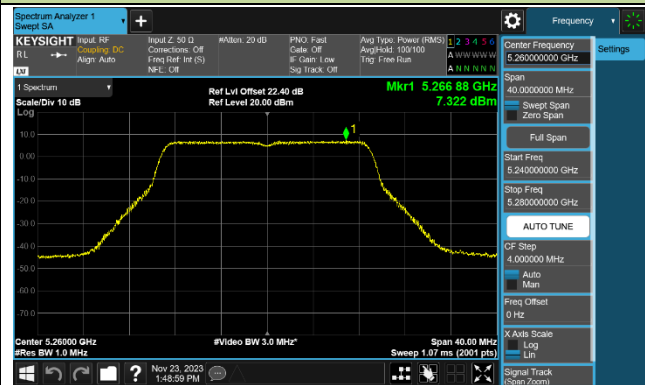 Spectrum Analyzer 1
Swept SA
Frequency
KEYSIGHT
RL
LXI
Input: RF
Coupling: DC
Align: Auto
Input Z: 50 Ω
Corrections: Off
Freq Ref: Int (S)
NFE: Off
#Atten: 20 dB
PNO: Fast
Gate: Off
IF Gain: Low
Sig Track: Off
Avg Type: Power (RMS)
Avg|Hold: 100/100
Trig: Free Run
1 2 3 4 5 6
A W W W W W
A N N N N N
1 Spectrum
Scale/Div 10 dB
Ref Lvl Offset 22.40 dB
Ref Level 20.00 dBm
Mkr1 5.266 88 GHz
7.322 dBm
Log
10.0
0.00
-10.0
-20.0
-30.0
-40.0
-50.0
-60.0
-70.0
1
Center 5.26000 GHz
#Res BW 1.0 MHz
#Video BW 3.0 MHz*
Span 40.00 MHz
Sweep 1.07 ms (2001 pts)
Nov 23, 2023
1:48:59 PM
Center Frequency
5.260000000 GHz
Settings
Span
40.0000000 MHz
Swept Span
Zero Span
Full Span
Start Freq
5.240000000 GHz
Stop Freq
5.280000000 GHz
AUTO TUNE
CF Step
4.000000 MHz
Auto
Man
Freq Offset
0 Hz
X Axis Scale
Log
Lin
Signal Track
(Span Zoom)